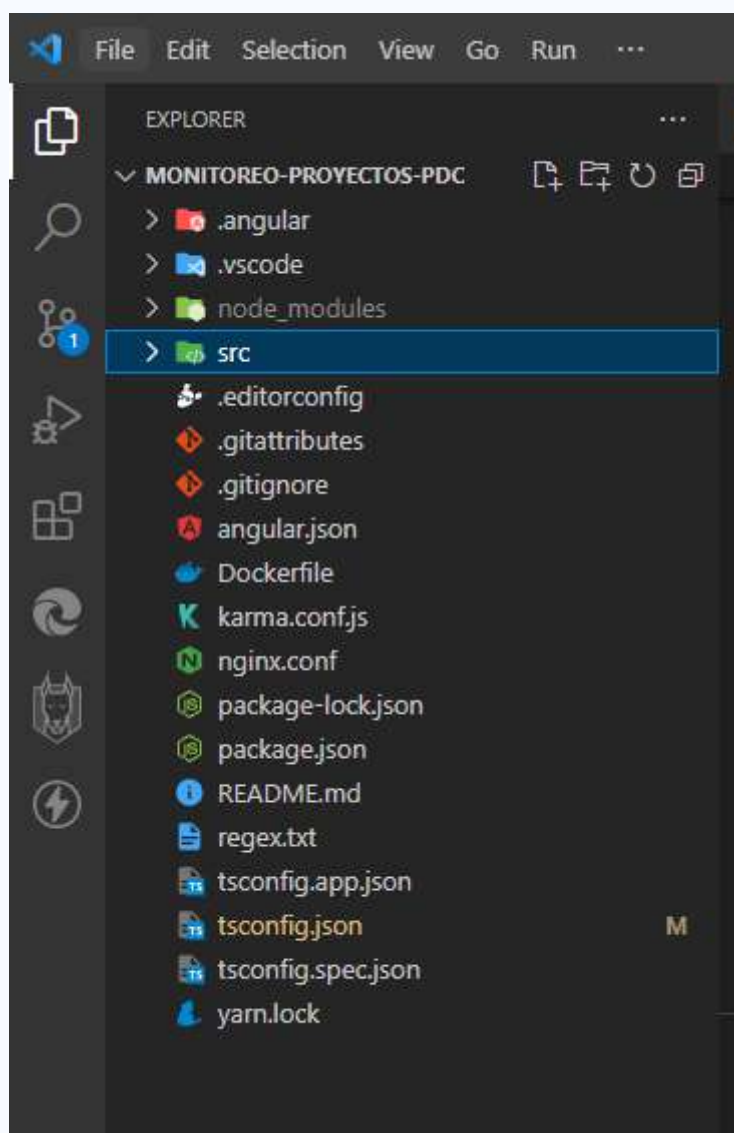 File Edit Selection View Go Run ...
EXPLORER ...
MONITOREO-PROYECTOS-PDC
.angular
.vscode
node_modules
1
src
.editorconfig
.gitattributes
.gitignore
angular.json
Dockerfile
karma.conf.js
nginx.conf
package-lock.json
package.json
README.md
regex.txt
tsconfig.app.json
tsconfig.json M
tsconfig.spec.json
yarn.lock